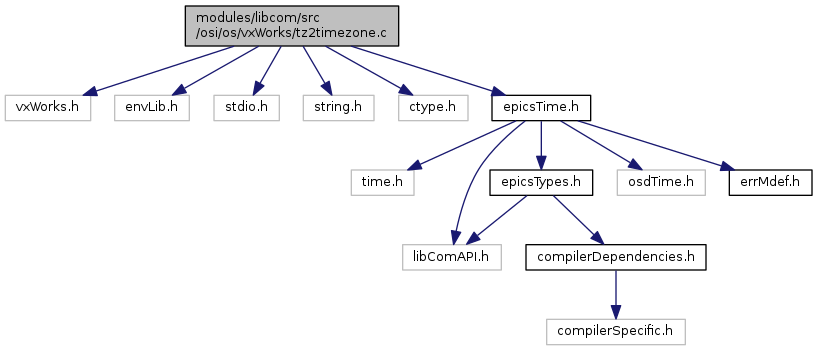 modules/libcom/src
/osi/os/vxWorks/tz2timezone.c
vxWorks.h
envLib.h
stdio.h
string.h
ctype.h
epicsTime.h
time.h
epicsTypes.h
osdTime.h
errMdef.h
libComAPI.h
compilerDependencies.h
compilerSpecific.h